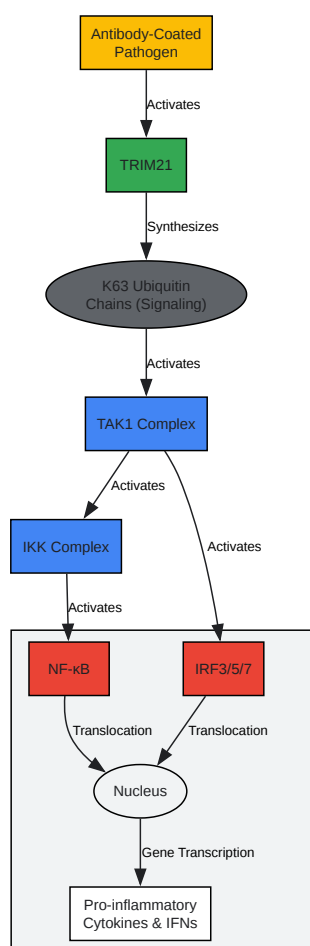 Antibody-Coated
Pathogen
Activates
TRIM21
Synthesizes
K63 Ubiquitin
Chains (Signaling)
Activates
TAK1 Complex
Activates
IKK Complex
Activates
Activates
NF-κB
IRF3/5/7
Translocation
Translocation
Nucleus
Gene Transcription
Pro-inflammatory
Cytokines & IFNs